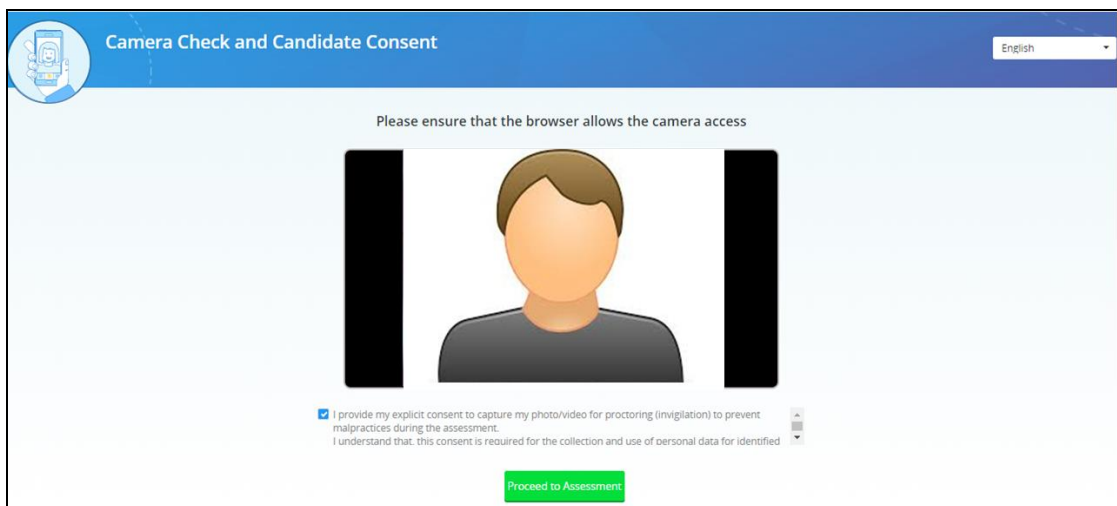 Camera Check and Candidate Consent
English
Please ensure that the browser allows the camera access
I provide my explicit consent to capture my photo/video for proctoring (invigilation) to prevent
malpractices during the assessment.
I understand that, this consent is required for the collection and use of personal data for identified
Proceed to Assessment